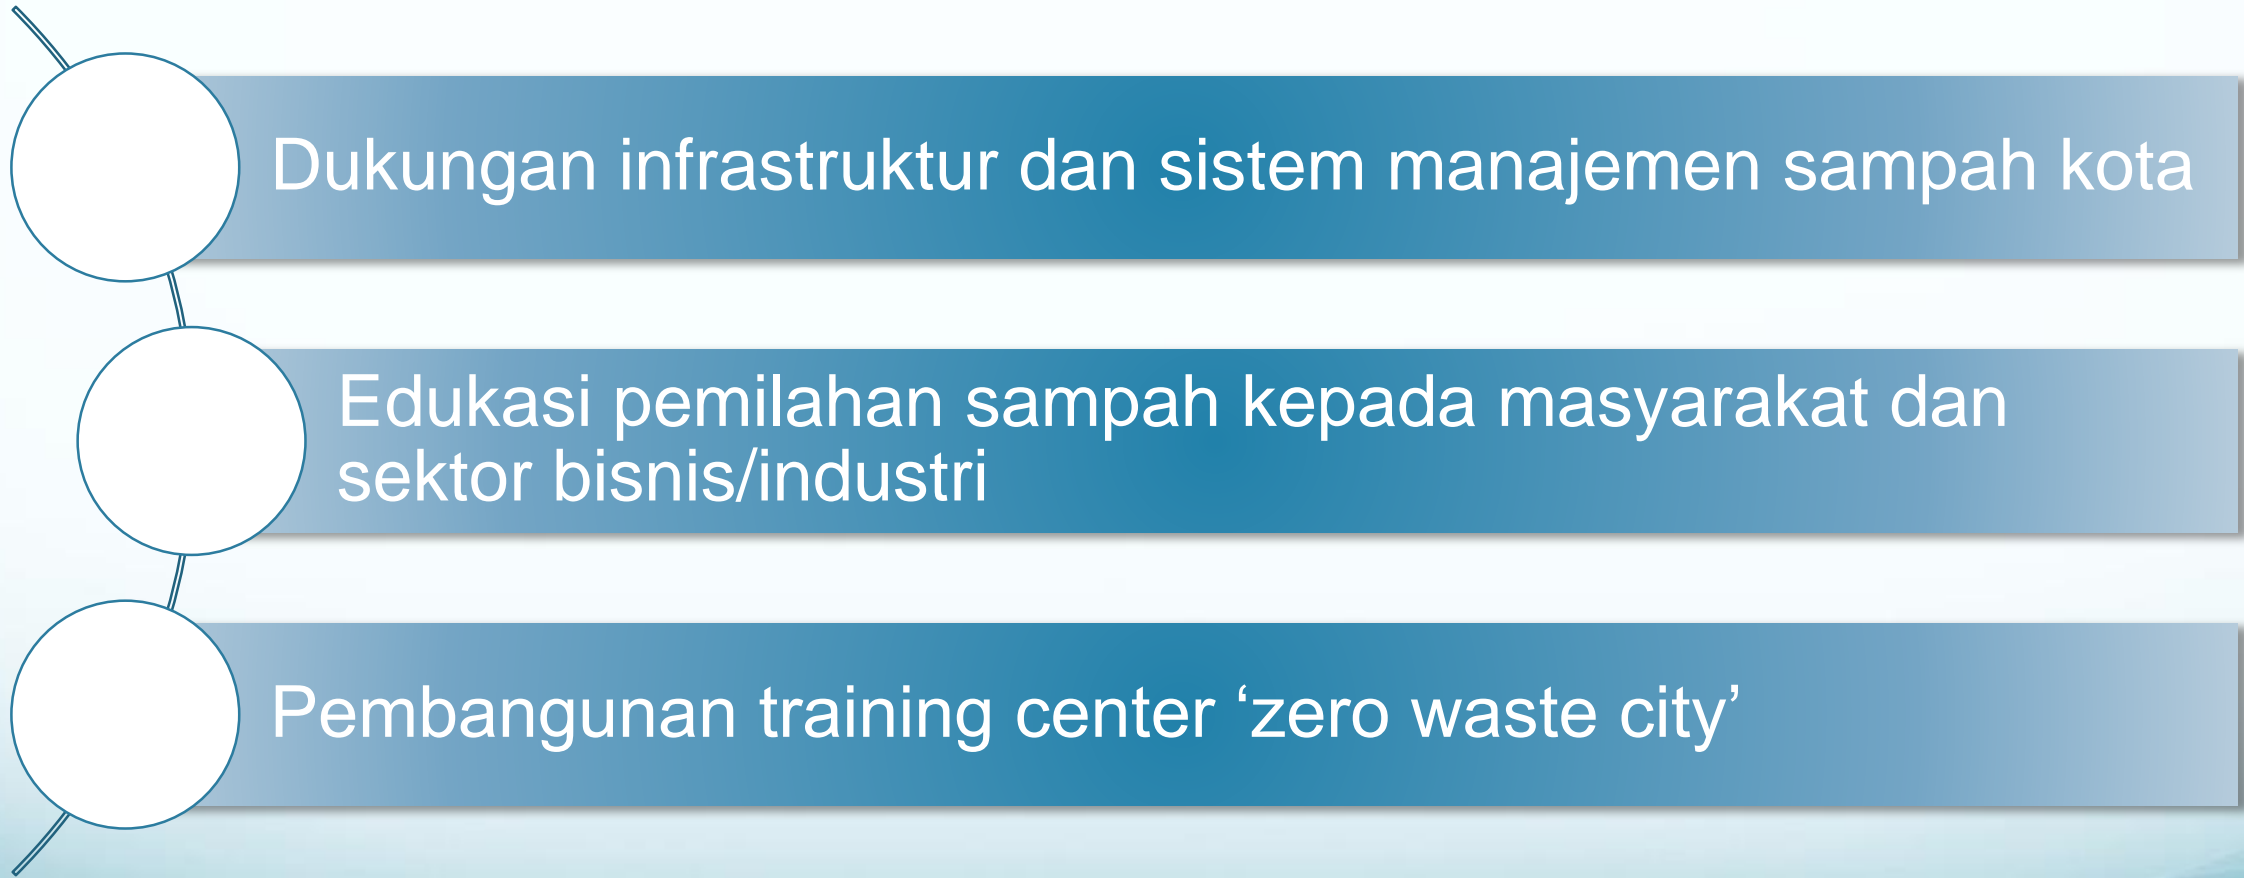 Dukungan infrastruktur dan sistem manajemen sampah kota
Edukasi pemilahan sampah kepada masyarakat dan
sektor bisnis/industri
Pembangunan training center ‘zero waste city’